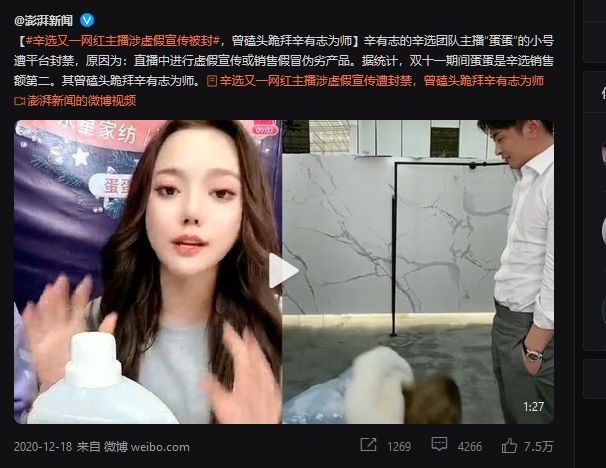 @澎湃新闻
【#辛选又一网红主播涉虚假宣传被封#，曾磕头跪拜辛有志为师】辛有志的辛选团队主播"蛋蛋"的小号
遭平台封禁，原因为：直播中进行虚假宣传或销售假冒伪劣产品。据统计，双十一期间蛋蛋是辛选销售
额第二。其曾磕头跪拜辛有志为师。辛选又一网红主播涉虚假宣传遭封禁，曾磕头跪拜辛有志为师
澎湃新闻的微博视频
星家纺
09:02
蛋蛋
1:27
2020-12-18 来自 微博 weibo.com
1269
4266
7.5万